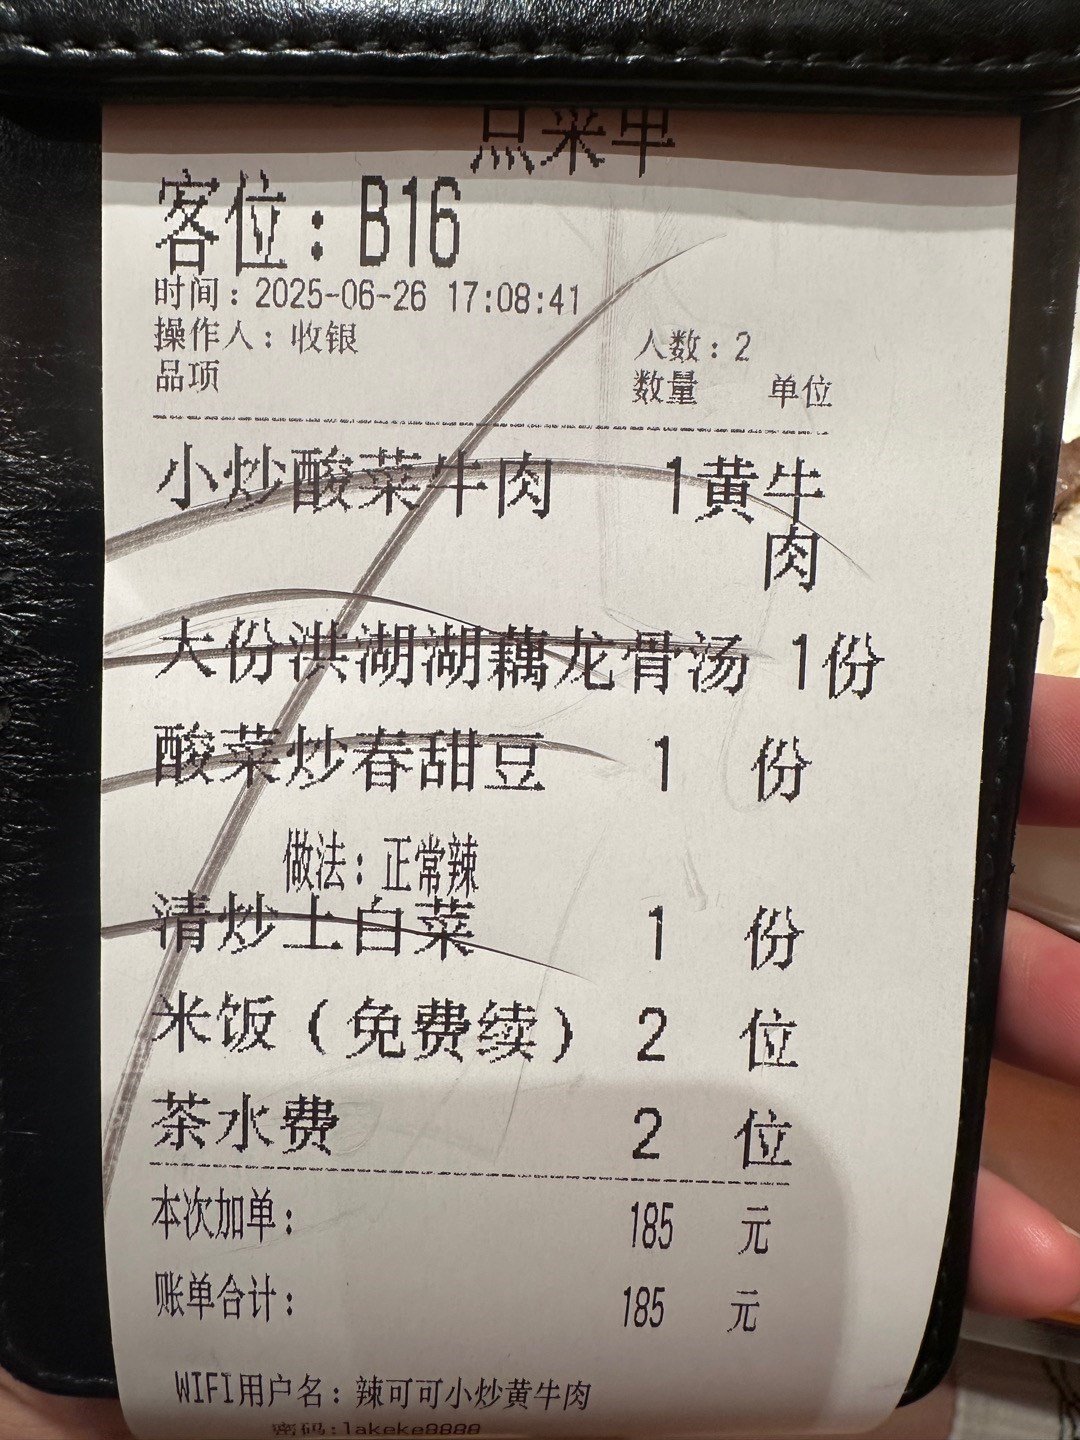 点菜单
客位：B16
时间：2025-06-26 17:08:41
操作人：收银 人数：2
品项 数量 单位
小炒酸菜牛肉 1 黄牛
肉
大份洪湖湖藕龙骨汤 1 份
酸菜炒春甜豆 1 份
做法：正常辣
清炒土白菜 1 份
米饭（免费续） 2 位
茶水费 2 位
本次加单： 185 元
账单合计： 185 元
WIFI用户名：辣可可小炒黄牛肉
密码:lakeke8888